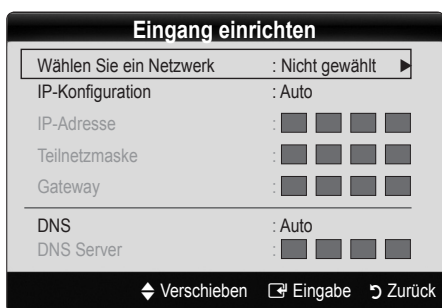 Eingang einrichten
Wählen Sie ein Netzwerk : Nicht gewählt ►
IP-Konfiguration : Auto
IP-Adresse :
Teilnetzmaske :
Gateway :
DNS : Auto
DNS Server :
Verschieben Eingabe Zurück